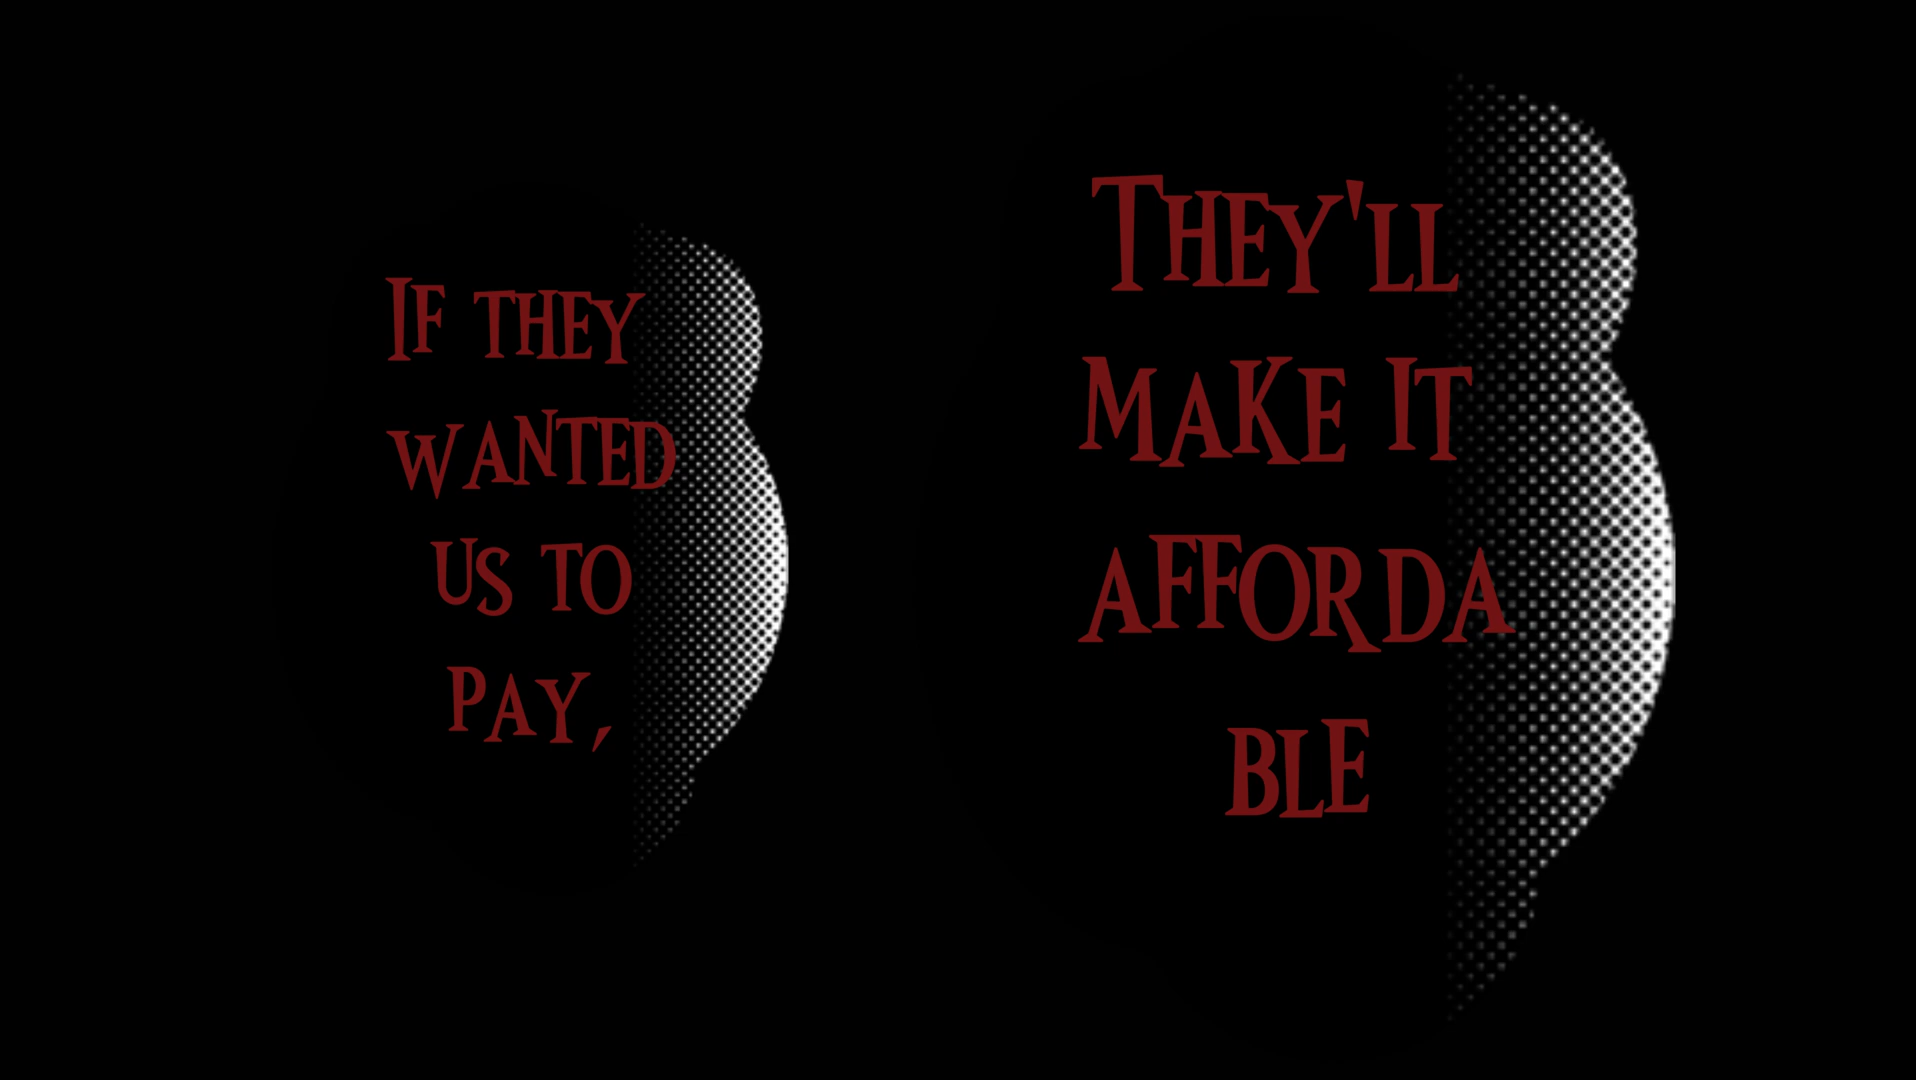 If they
wanted
us to
pay,
They'll
make it
afforda
ble